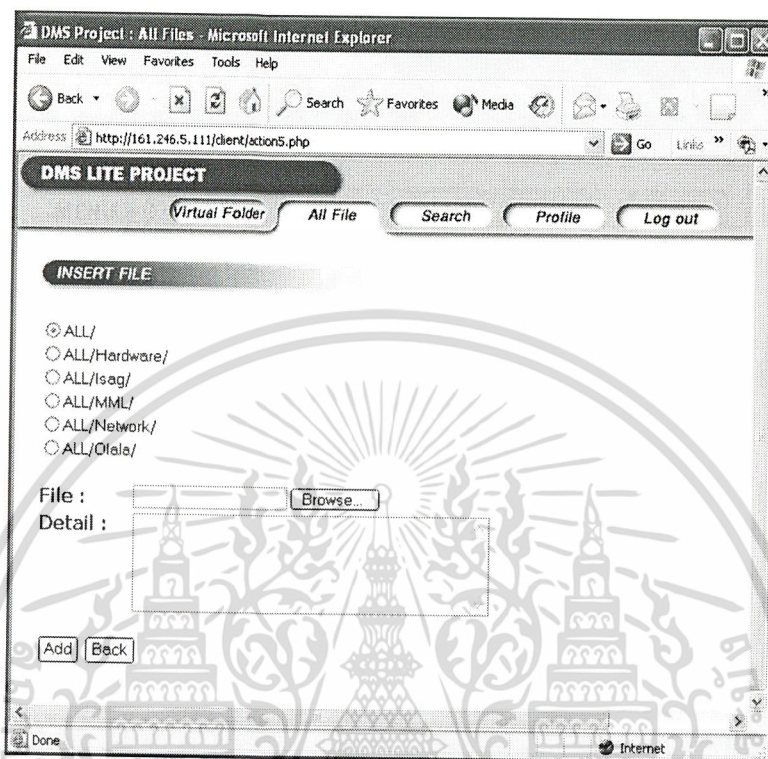 DMS Project : All Files - Microsoft Internet Explorer
File Edit View Favorites Tools Help
Back Search Favorites Media
Address http://161.246.5.111/client/action5.php Go Links
DMS LITE PROJECT
Virtual Folder All File Search Profile Log out
INSERT FILE
ALL/
ALL/Hardware/
ALL/Isag/
ALL/MML/
ALL/Network/
ALL/Olala/
File : Browse...
Detail :
Add Back
Done Internet